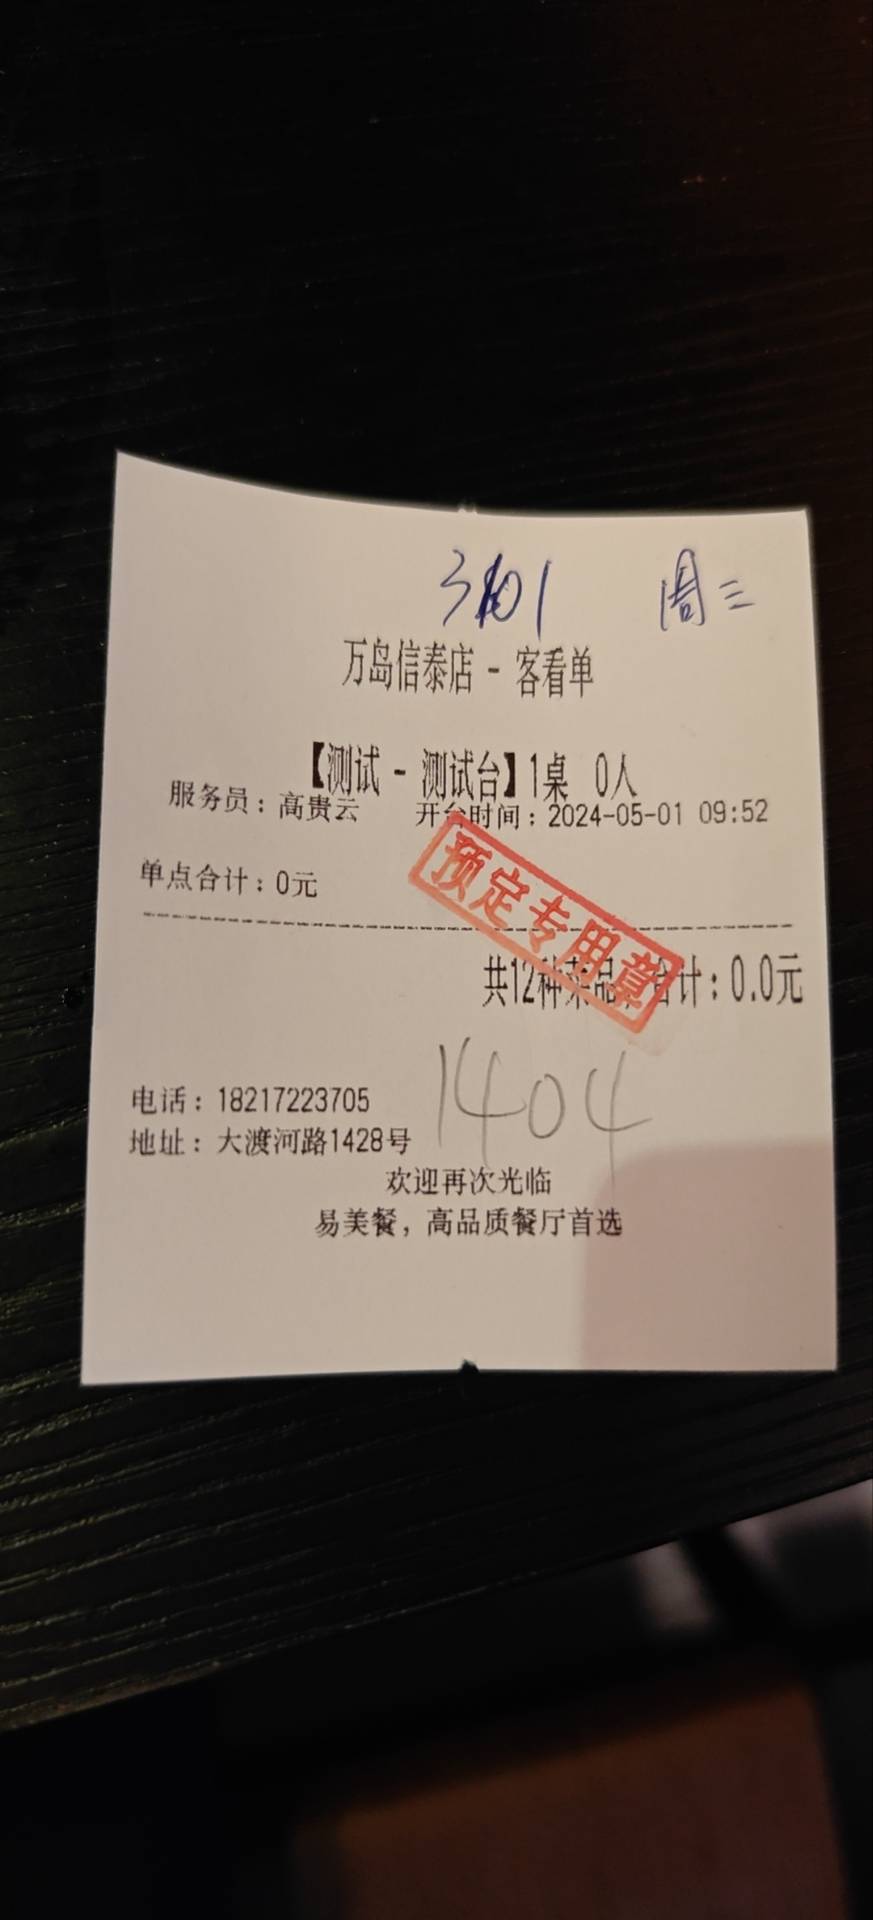 周三
万岛信泰店 - 客看单
【测试 - 测试台】1桌 0人
服务员：高贵云 开台时间：2024-05-01 09:52
单点合计：0元
预定专用章
共12种菜品，合计：0.0元
1404
电话：18217223705
地址：大渡河路1428号
欢迎再次光临
易美餐，高品质餐厅首选